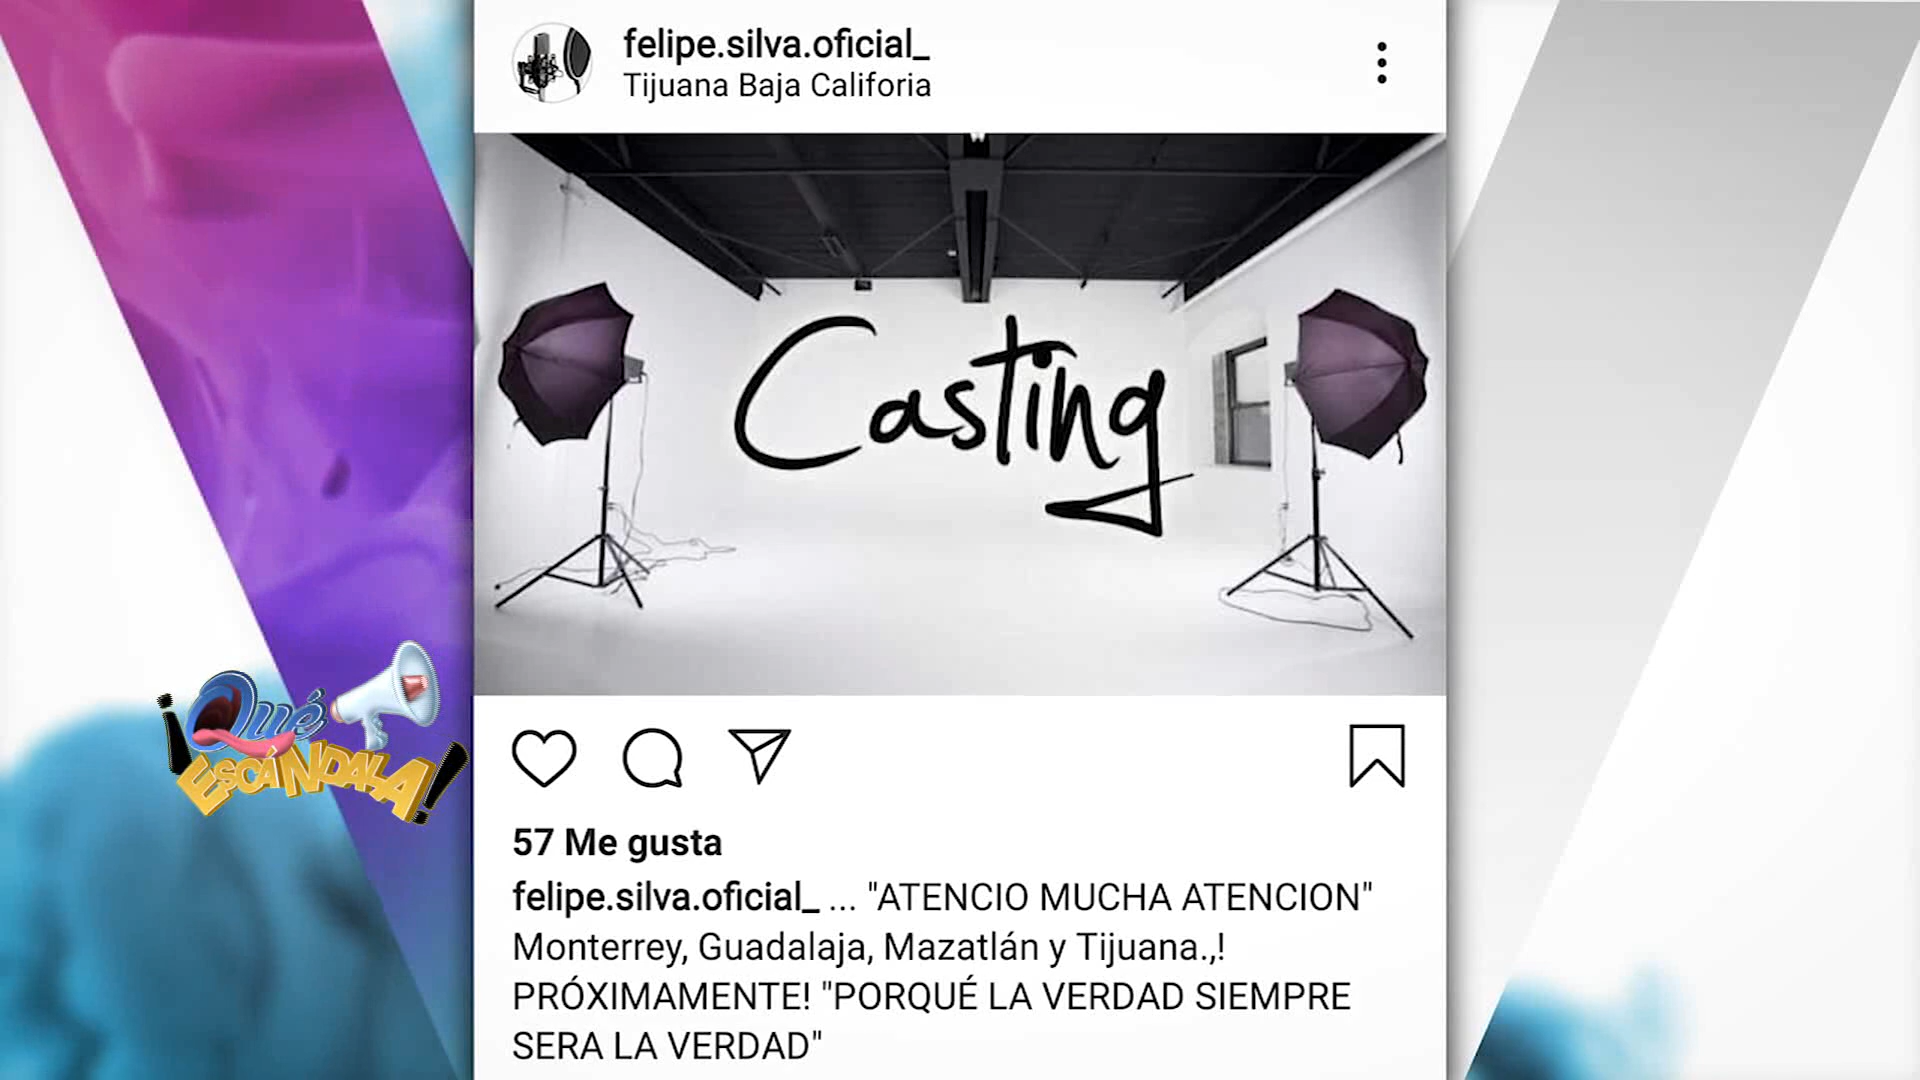 felipe.silva.oficial_
Tijuana Baja Califoria
Casting
¡Qué
ESCÁNDALA!
57 Me gusta
felipe.silva.oficial_ ... "ATENCIO MUCHA ATENCION"
Monterrey, Guadalaja, Mazatlán y Tijuana.,!
PRÓXIMAMENTE! "PORQUÉ LA VERDAD SIEMPRE
SERA LA VERDAD"